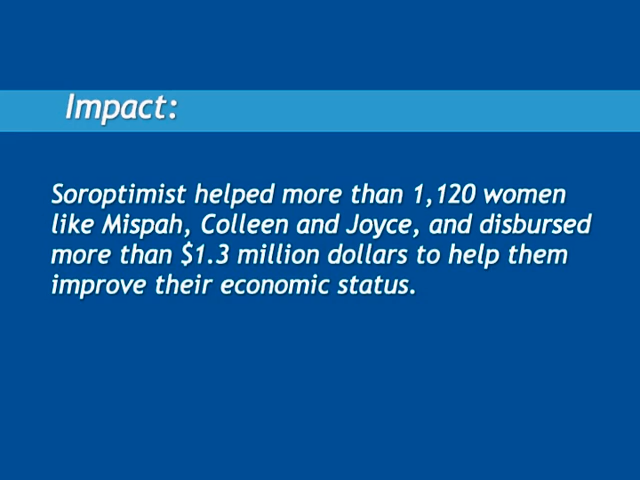 Impact:
Soroptimist helped more than 1,120 women
like Mispah, Colleen and Joyce, and disbursed
more than $1.3 million dollars to help them
improve their economic status.